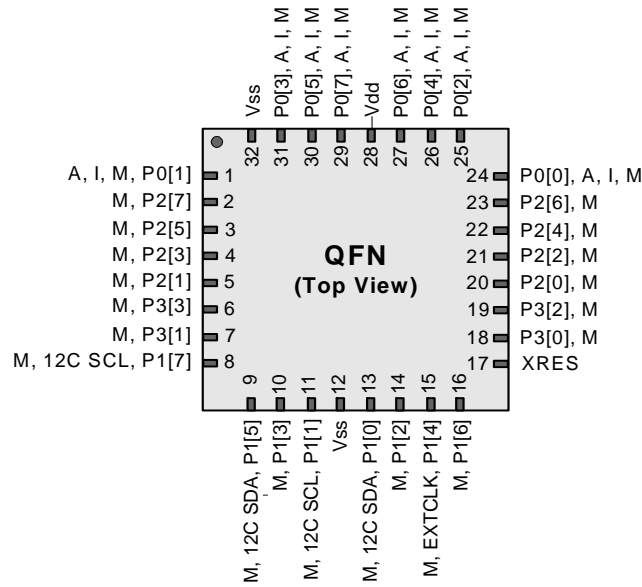 Vss
P0[3], A, I, M
P0[5], A, I, M
P0[7], A, I, M
Vdd
P0[6], A, I, M
P0[4], A, I, M
P0[2], A, I, M
32
31
30
29
28
27
26
25
A, I, M, P0[1] 1
M, P2[7] 2
M, P2[5] 3
M, P2[3] 4
M, P2[1] 5
M, P3[3] 6
M, P3[1] 7
M, 12C SCL, P1[7] 8
QFN
(Top View)
24 P0[0], A, I, M
23 P2[6], M
22 P2[4], M
21 P2[2], M
20 P2[0], M
19 P3[2], M
18 P3[0], M
17 XRES
9
10
11
12
13
14
15
16
M, 12C SDA, P1[5]
M, P1[3]
M, 12C SCL, P1[1]
Vss
M, 12C SDA, P1[0]
M, P1[2]
M, EXTCLK, P1[4]
M, P1[6]